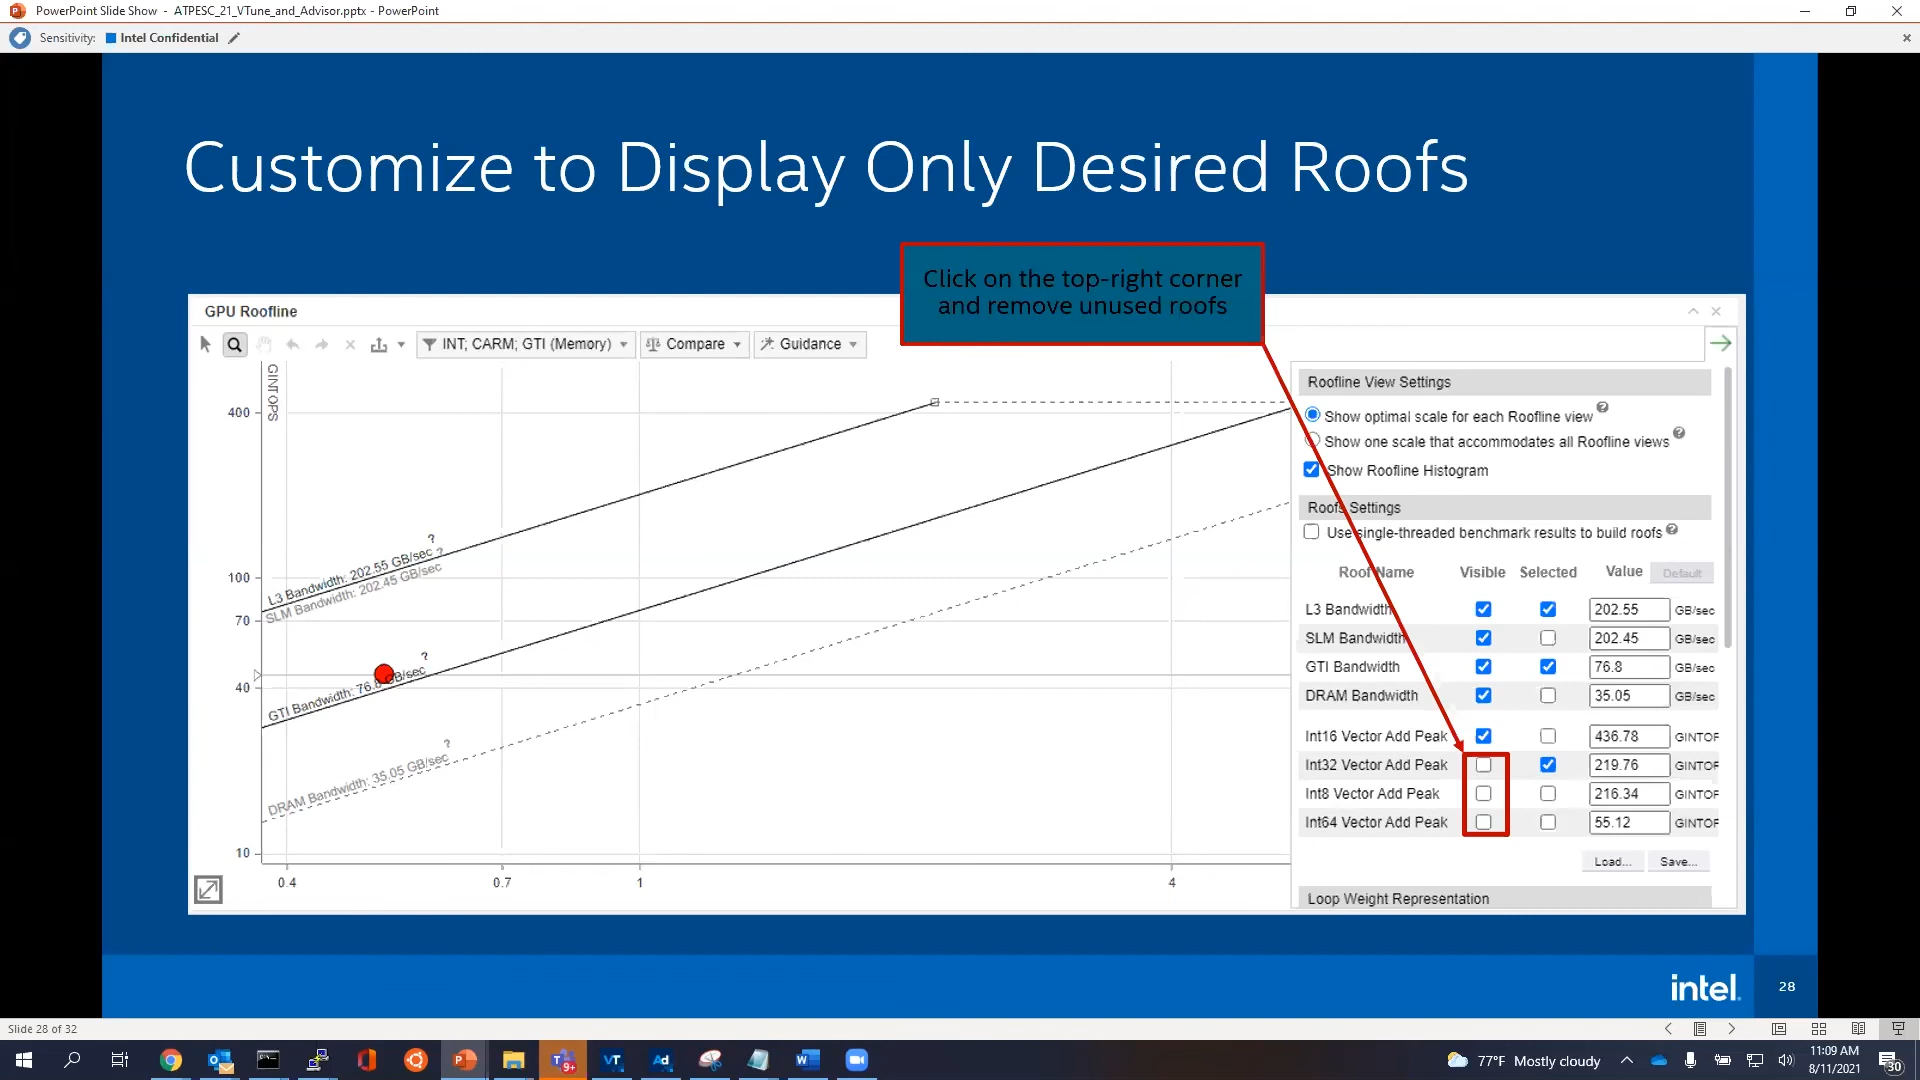 PowerPoint Slide Show - ATPESC_21_VTune_and_Advisor.pptx - PowerPoint
Sensitivity: Intel Confidential
Customize to Display Only Desired Roofs
Click on the top-right corner
and remove unused roofs
GPU Roofline
INT; CARM; GTI (Memory)
Compare
Guidance
GINTOPS
400
100
70
40
10
0.4
0.7
1
4
L3 Bandwidth: 202.55 GB/sec ?
SLM Bandwidth: 202.45 GB/sec ?
GTI Bandwidth: 76.8 GB/sec ?
DRAM Bandwidth: 35.05 GB/sec ?
Roofline View Settings
Show optimal scale for each Roofline view ?
Show one scale that accommodates all Roofline views ?
Show Roofline Histogram
Roofs Settings
Use single-threaded benchmark results to build roofs ?
Roof Name Visible Selected Value Default
L3 Bandwidth 202.55 GB/sec
SLM Bandwidth 202.45 GB/sec
GTI Bandwidth 76.8 GB/sec
DRAM Bandwidth 35.05 GB/sec
Int16 Vector Add Peak 436.78 GINTOF
Int32 Vector Add Peak 219.76 GINTOF
Int8 Vector Add Peak 216.34 GINTOF
Int64 Vector Add Peak 55.12 GINTOF
Load... Save...
Loop Weight Representation
intel.
28
Slide 28 of 32
9+
VT
Ad
77°F Mostly cloudy
11:09 AM
8/11/2021
30